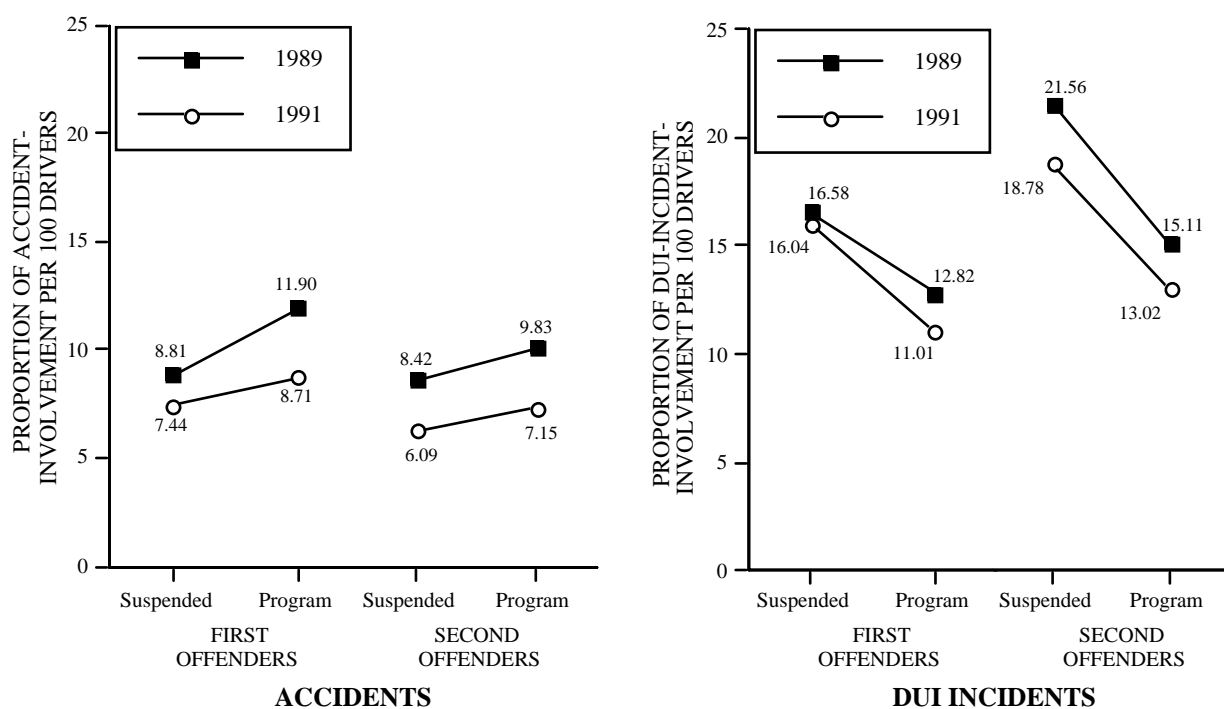 PROPORTION OF ACCIDENT-
INVOLVEMENT PER 100 DRIVERS
25
20
15
10
5
0
1989
1991
8.81
7.44
11.90
8.71
8.42
6.09
9.83
7.15
Suspended Program Suspended Program
FIRST
OFFENDERS
SECOND
OFFENDERS
ACCIDENTS
PROPORTION OF DUI-INCIDENT-
INVOLVEMENT PER 100 DRIVERS
25
20
15
10
5
0
1989
1991
16.58
16.04
12.82
11.01
21.56
18.78
15.11
13.02
Suspended Program Suspended Program
FIRST
OFFENDERS
SECOND
OFFENDERS
DUI INCIDENTS